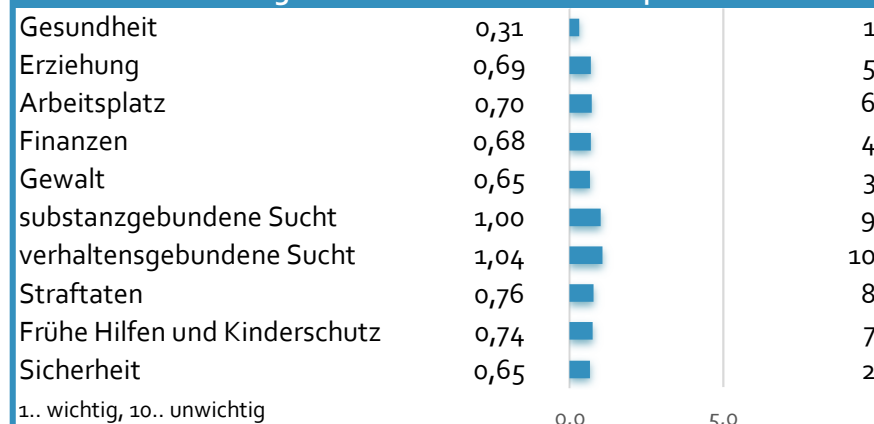 Gesundheit 0,31 1
Erziehung 0,69 5
Arbeitsplatz 0,70 6
Finanzen 0,68 4
Gewalt 0,65 3
substanzgebundene Sucht 1,00 9
verhaltensgebundene Sucht 1,04 10
Straftaten 0,76 8
Frühe Hilfen und Kinderschutz 0,74 7
Sicherheit 0,65 2
1.. wichtig, 10.. unwichtig 0,0 5,0